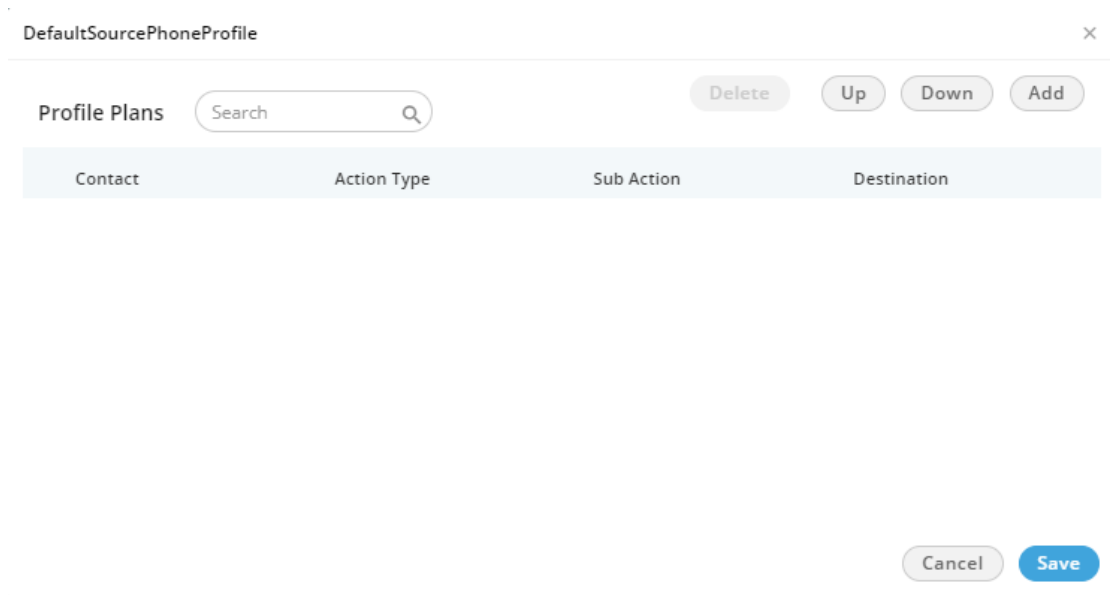 DefaultSourcePhoneProfile
Profile Plans Search Delete Up Down Add
Contact Action Type Sub Action Destination
Cancel Save